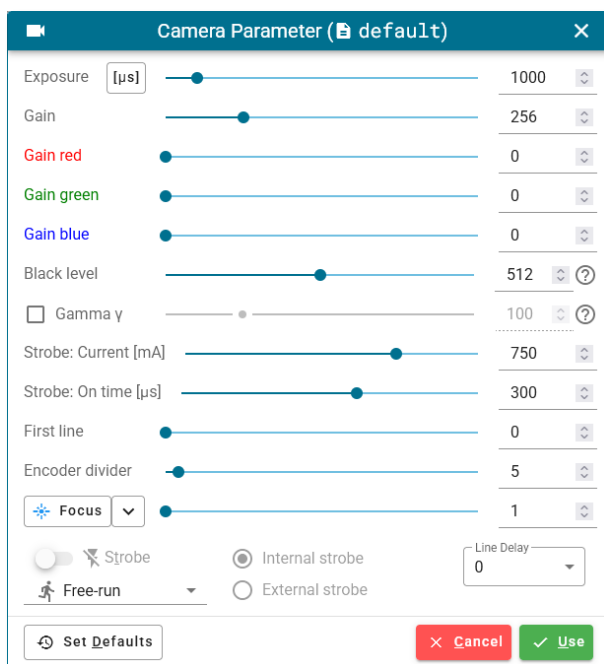 Camera Parameter ( default)
Exposure [µs] 1000
Gain 256
Gain red 0
Gain green 0
Gain blue 0
Black level 512
Gamma γ 100
Strobe: Current [mA] 750
Strobe: On time [µs] 300
First line 0
Encoder divider 5
Focus 1
Strobe Internal strobe Line Delay
0
Free-run External strobe
Set Defaults Cancel Use